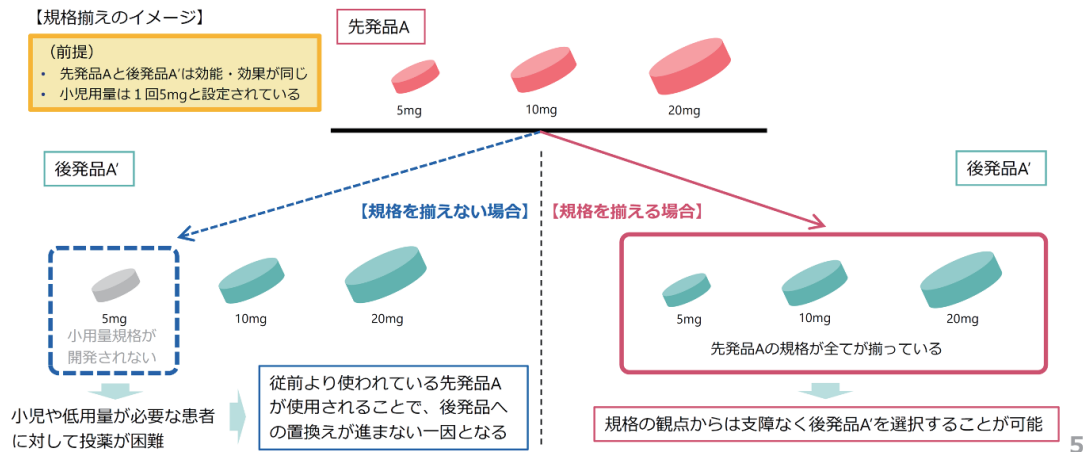 【規格揃えのイメージ】
（前提）
• 先発品Aと後発品A′は効能・効果が同じ
• 小児用量は１回5mgと設定されている
先発品A
5mg
10mg
20mg
後発品A′
後発品A′
【規格を揃えない場合】
【規格を揃える場合】
5mg
小用量規格が
開発されない
10mg
20mg
5mg
10mg
20mg
先発品Aの規格が全てが揃っている
小児や低用量が必要な患者
に対して投薬が困難
従前より使われている先発品A
が使用されることで、後発品へ
の置換えが進まない一因となる
規格の観点からは支障なく後発品A′を選択することが可能
5